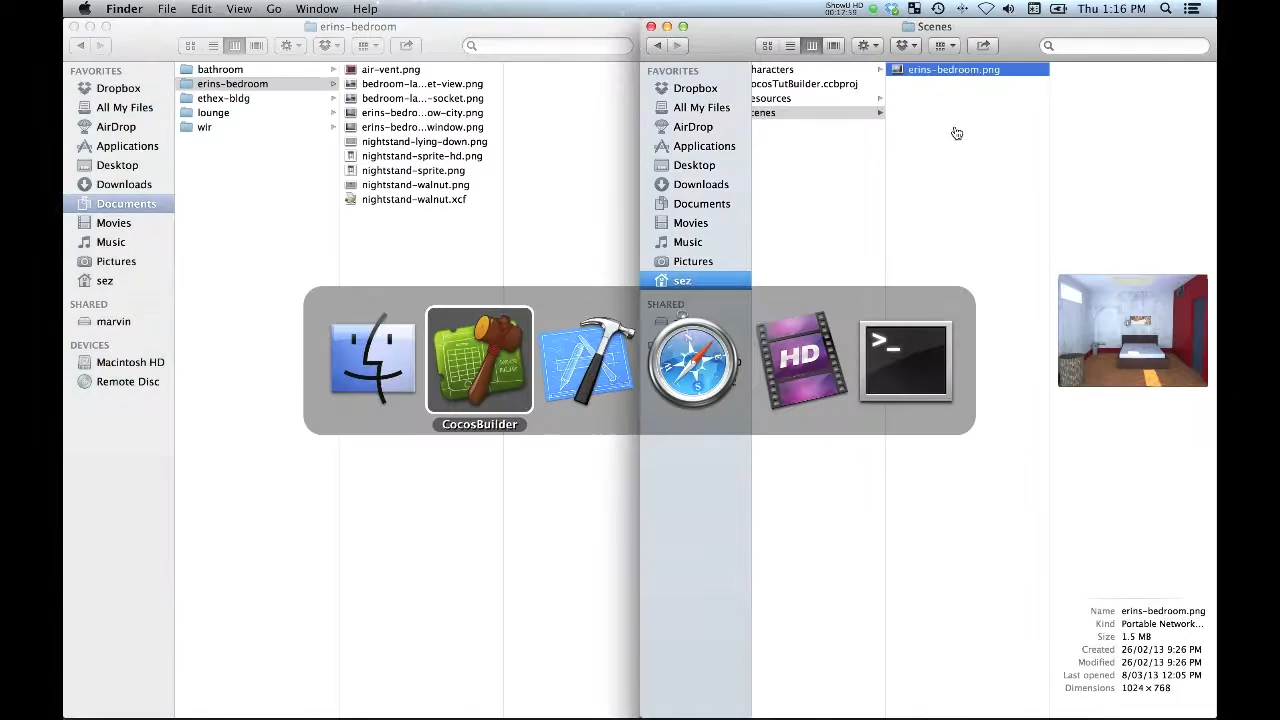 Finder File Edit View Go Window Help
iShowU HD
00:17:59
Thu 1:16 PM
erins-bedroom
Scenes
FAVORITES
Dropbox
All My Files
AirDrop
Applications
Desktop
Downloads
Documents
Movies
Music
Pictures
sez
SHARED
marvin
DEVICES
Macintosh HD
Remote Disc
bathroom
erins-bedroom
ethex-bldg
lounge
wir
air-vent.png
bedroom-la...et-view.png
bedroom-la...-socket.png
erins-bedro...ow-city.png
erins-bedro...window.png
nightstand-lying-down.png
nightstand-sprite-hd.png
nightstand-sprite.png
nightstand-walnut.png
nightstand-walnut.xcf
FAVORITES
Dropbox
All My Files
AirDrop
Applications
Desktop
Downloads
Documents
Movies
Music
Pictures
sez
SHARED
haracters
ocosTutBuilder.ccbproj
esources
cenes
erins-bedroom.png
HD
>_
CocosBuilder
Name erins-bedroom.png
Kind Portable Network...
Size 1.5 MB
Created 26/02/13 9:26 PM
Modified 26/02/13 9:26 PM
Last opened 8/03/13 12:05 PM
Dimensions 1024 × 768